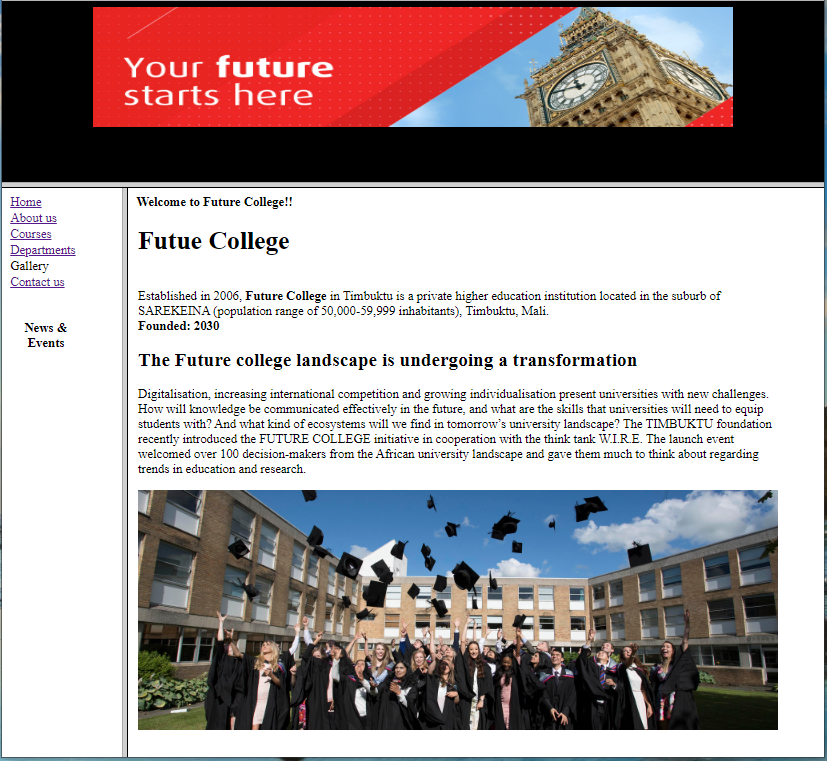 Your future
starts here
Home
About us
Courses
Departments
Gallery
Contact us
News &
Events
Welcome to Future College!!
Futue College
Established in 2006, Future College in Timbuktu is a private higher education institution located in the suburb of
SAREKEINA (population range of 50,000-59,999 inhabitants), Timbuktu, Mali.
Founded: 2030
The Future college landscape is undergoing a transformation
Digitalisation, increasing international competition and growing individualisation present universities with new challenges.
How will knowledge be communicated effectively in the future, and what are the skills that universities will need to equip
students with? And what kind of ecosystems will we find in tomorrow’s university landscape? The TIMBUKTU foundation
recently introduced the FUTURE COLLEGE initiative in cooperation with the think tank W.I.R.E. The launch event
welcomed over 100 decision-makers from the African university landscape and gave them much to think about regarding
trends in education and research.